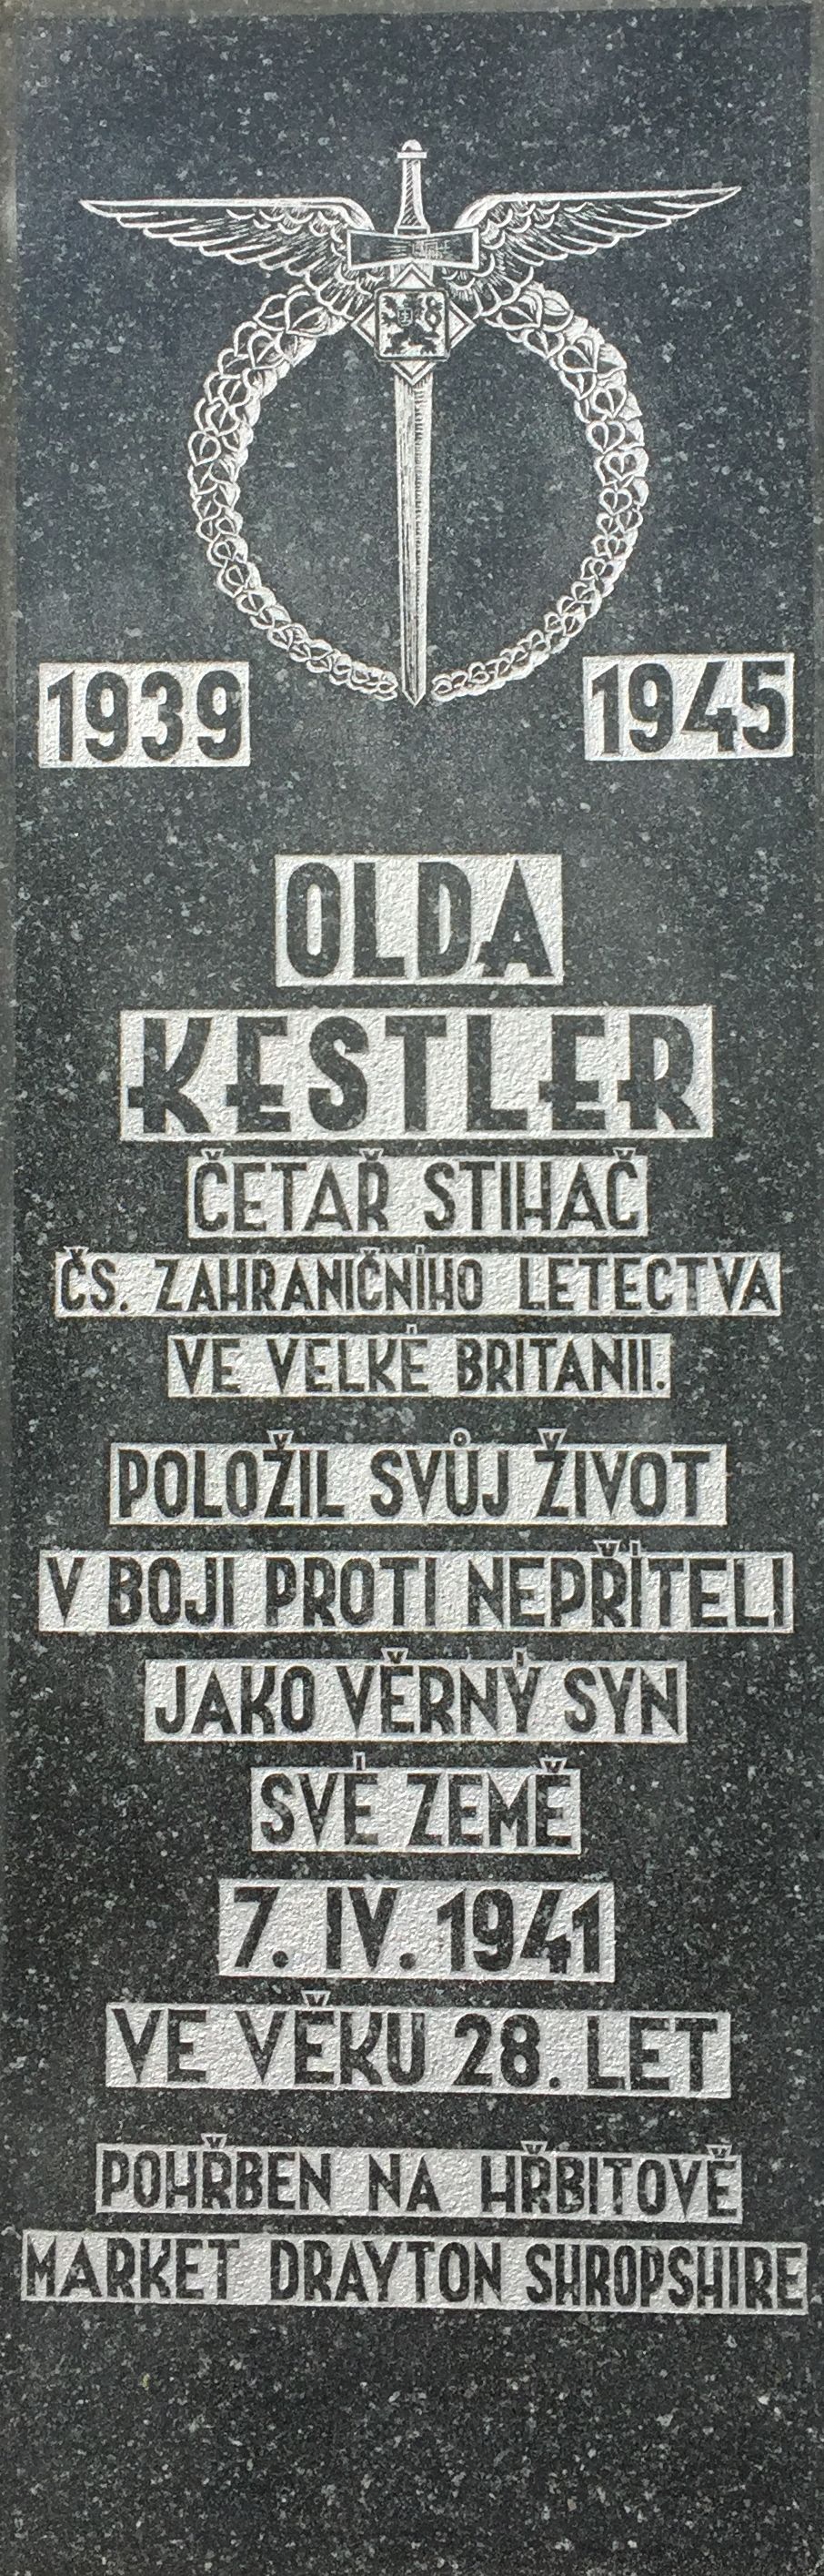 1939 1945
OLDA
KESTLER
ČETAŘ STIHAČ
ČS. ZAHRANIČNÍHO LETECTVA
VE VELKÉ BRITANII.
POLOŽIL SVŮJ ŽIVOT
V BOJI PROTI NEPŘÍTELI
JAKO VĚRNÝ SYN
SVÉ ZEMĚ
7. IV. 1941
VE VĚKU 28. LET
POHŘBEN NA HŘBITOVĚ
MARKET DRAYTON SHROPSHIRE